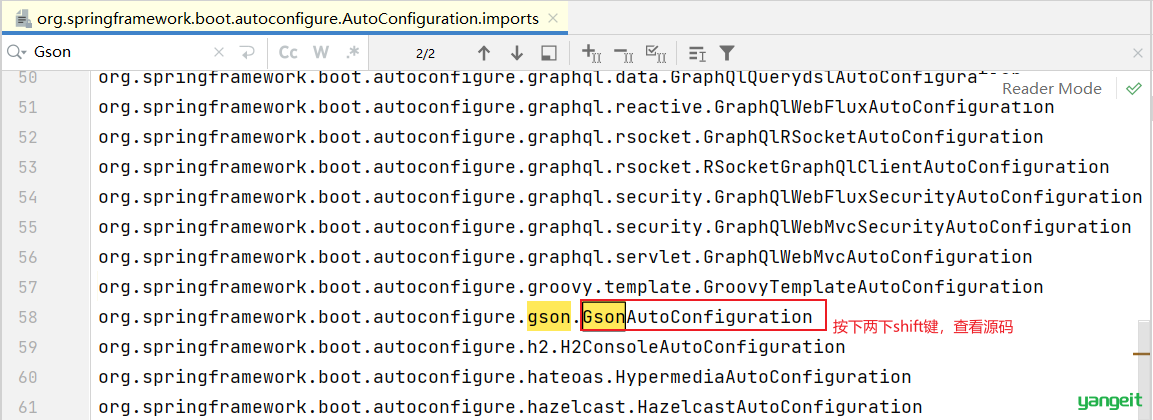 org.springframework.boot.autoconfigure.AutoConfiguration.imports
Gson Cc W .* 2/2
50 org.springframework.boot.autoconfigure.graphql.data.GraphQlQuerydslAutoConfiguration
Reader Mode
51 org.springframework.boot.autoconfigure.graphql.reactive.GraphQlWebFluxAutoConfiguration
52 org.springframework.boot.autoconfigure.graphql.rsocket.GraphQlRSocketAutoConfiguration
53 org.springframework.boot.autoconfigure.graphql.rsocket.RSocketGraphQlClientAutoConfiguration
54 org.springframework.boot.autoconfigure.graphql.security.GraphQlWebFluxSecurityAutoConfiguration
55 org.springframework.boot.autoconfigure.graphql.security.GraphQlWebMvcSecurityAutoConfiguration
56 org.springframework.boot.autoconfigure.graphql.servlet.GraphQlWebMvcAutoConfiguration
57 org.springframework.boot.autoconfigure.groovy.template.GroovyTemplateAutoConfiguration
58 org.springframework.boot.autoconfigure.gson.GsonAutoConfiguration 按下两下shift键，查看源码
59 org.springframework.boot.autoconfigure.h2.H2ConsoleAutoConfiguration
60 org.springframework.boot.autoconfigure.hateoas.HypermediaAutoConfiguration
61 org.springframework.boot.autoconfigure.hazelcast.HazelcastAutoConfiguration
yangeit